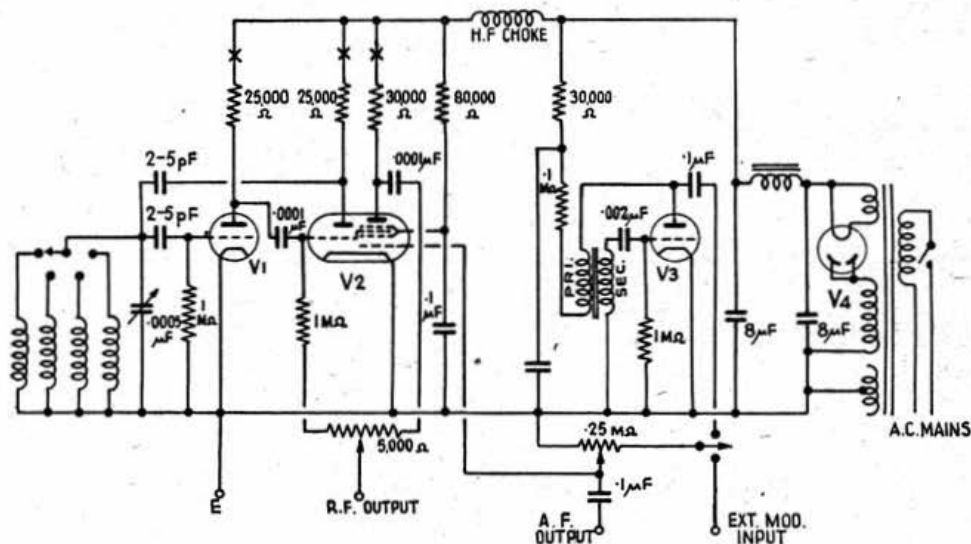 H.F CHOKE
25,000
Ω
25,000
Ω
30,000
Ω
80,000
Ω
30,000
Ω
2-5pF
·0001μF
·1μF
·1
MΩ
2-5pF
·0001
μF
·002μF
V1
V2
PRI.
SEC.
V3
V4
·0005
μF
1
MΩ
1MΩ
·1
μF
1MΩ
8μF
8μF
·25 MΩ
A.C. MAINS
5,000
Ω
E
R.F. OUTPUT
·1μF
A. F.
OUTPUT
EXT. MOD.
INPUT